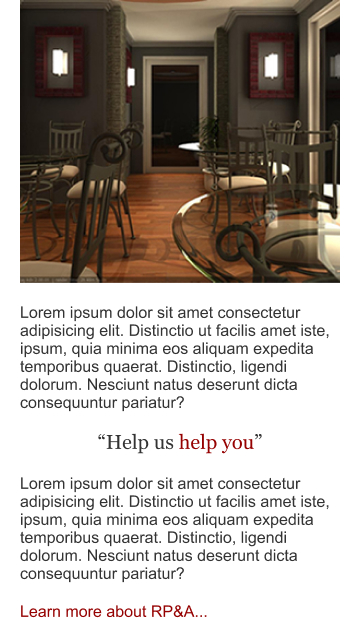 Lorem ipsum dolor sit amet consectetur
adipisicing elit. Distinctio ut facilis amet iste,
ipsum, quia minima eos aliquam expedita
temporibus quaerat. Distinctio, ligendi
dolorum. Nesciunt natus deserunt dicta
consequuntur pariatur?
“Help us help you”
Lorem ipsum dolor sit amet consectetur
adipisicing elit. Distinctio ut facilis amet iste,
ipsum, quia minima eos aliquam expedita
temporibus quaerat. Distinctio, ligendi
dolorum. Nesciunt natus deserunt dicta
consequuntur pariatur?
Learn more about RP&A...